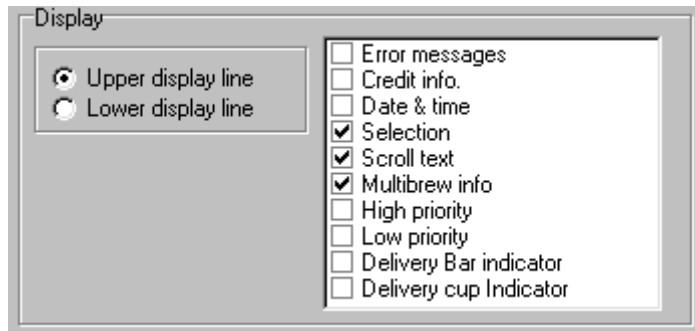 Display
Upper display line
Lower display line
Error messages
Credit info.
Date & time
Selection
Scroll text
Multibrew info
High priority
Low priority
Delivery Bar indicator
Delivery cup Indicator